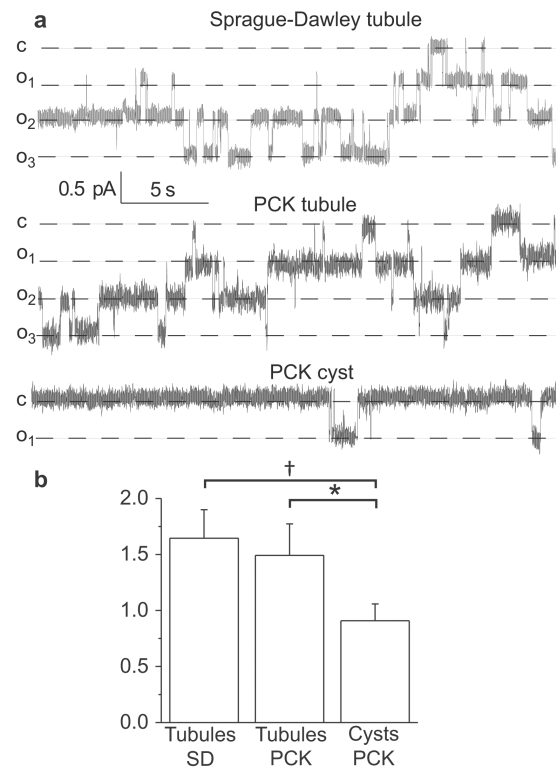 a
Sprague-Dawley tubule
c
o1
o2
o3
0.5 pA
5 s
PCK tubule
c
o1
o2
o3
PCK cyst
c
o1
b
†
*
2.0
1.5
1.0
0.5
0.0
Tubules SD
Tubules PCK
Cysts PCK